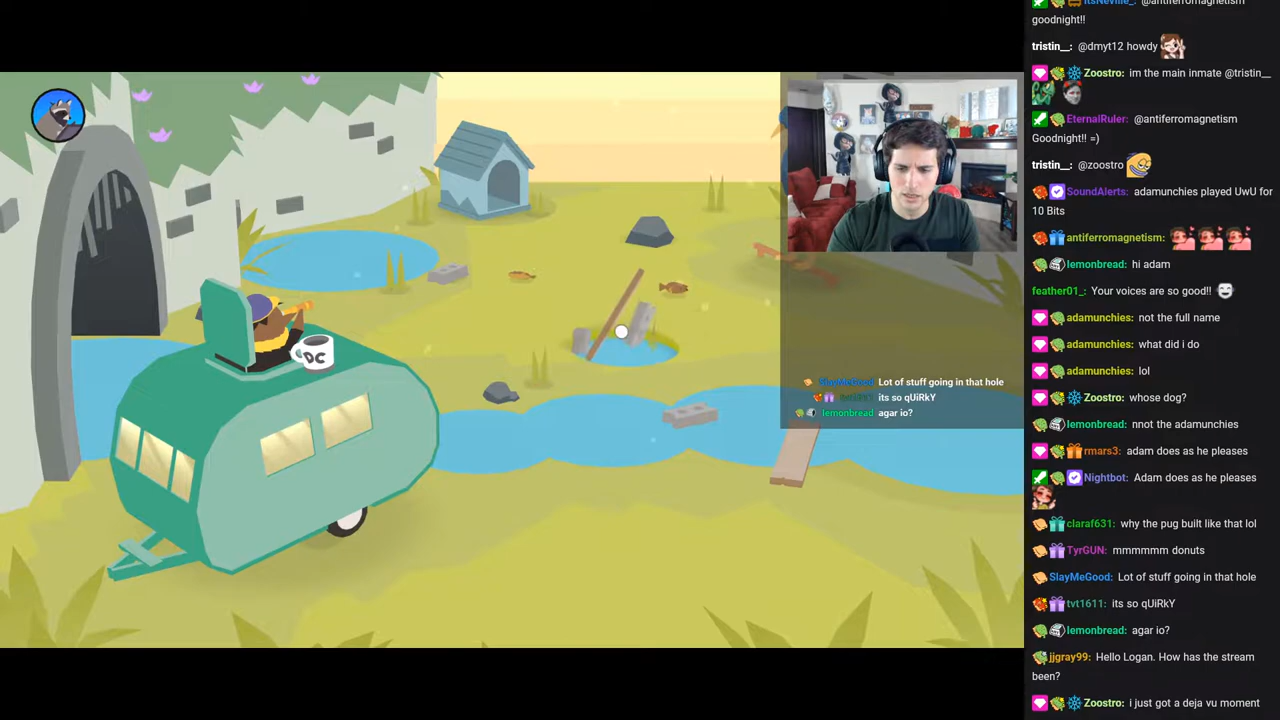 DC
SlayMeGood: Lot of stuff going in that hole
its so qUiRkY
lemonbread: agar io?
itsNeville_: @antiferromagnetism
goodnight!!
tristin__: @dmyt12 howdy
Zoostro: im the main inmate @tristin__
EternalRuler: @antiferromagnetism
Goodnight!! =)
tristin__: @zoostro
SoundAlerts: adamunchies played UwU for
10 Bits
antiferromagnetism:
lemonbread: hi adam
feather01_: Your voices are so good!!
adamunchies: not the full name
adamunchies: what did i do
adamunchies: lol
Zoostro: whose dog?
lemonbread: nnot the adamunchies
rmars3: adam does as he pleases
Nightbot: Adam does as he pleases
claraf631: why the pug built like that lol
TyrGUN: mmmmmm donuts
SlayMeGood: Lot of stuff going in that hole
tvt1611: its so qUiRkY
lemonbread: agar io?
jjgray99: Hello Logan. How has the stream
been?
Zoostro: i just got a deja vu moment